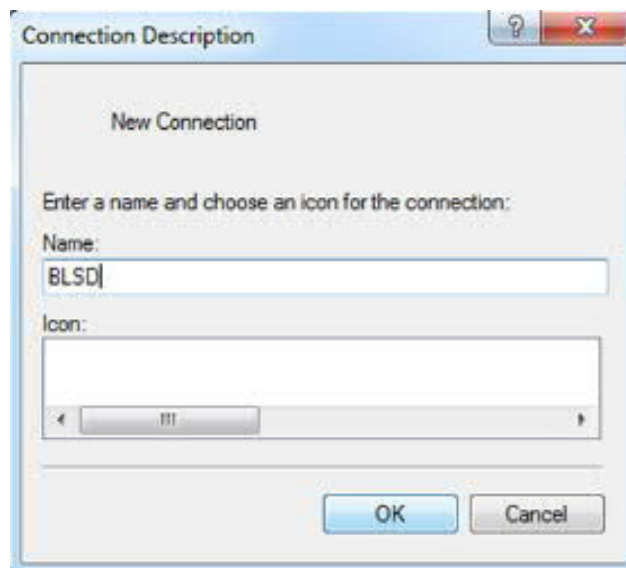 Connection Description
?
New Connection
Enter a name and choose an icon for the connection:
Name:
BLSD
Icon:
OK
Cancel